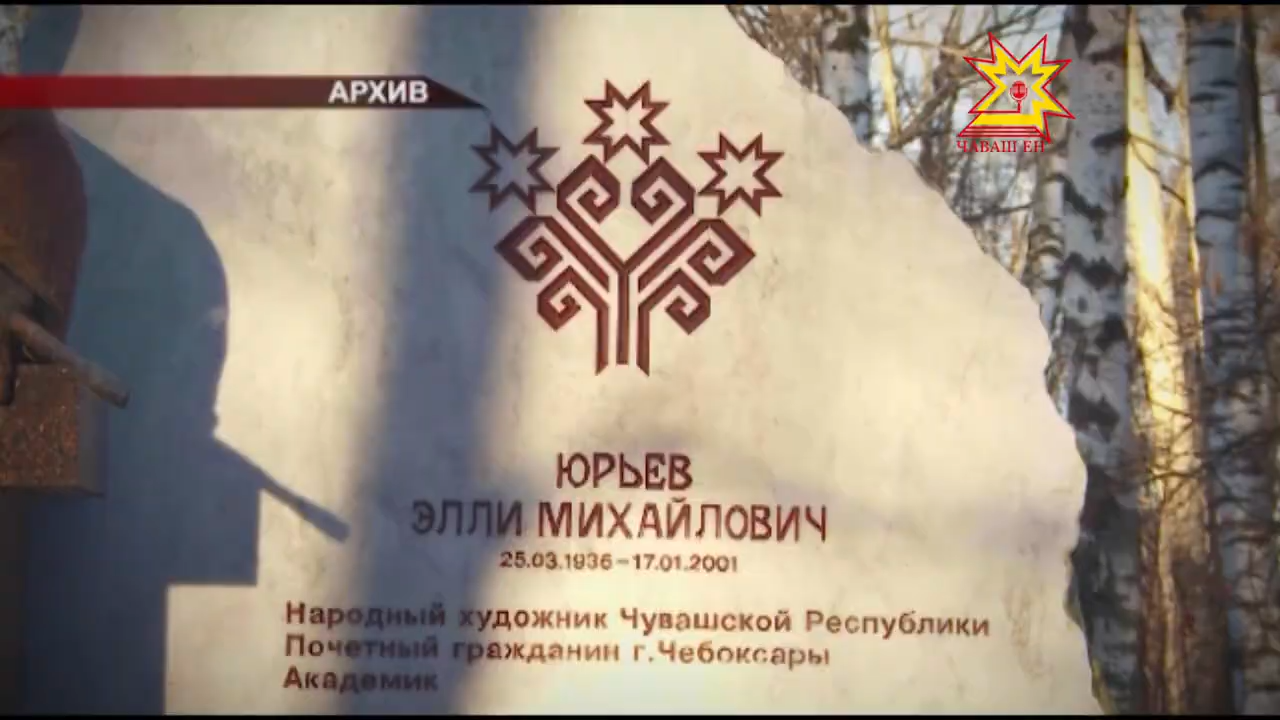 АРХИВ
ЧĂВАШ ЕН
ЮРЬЕВ
ЭЛЛИ МИХАЙЛОВИЧ
25.03.1936-17.01.2001
Народный художник Чувашской Республики
Почетный гражданин г.Чебоксары
Академик